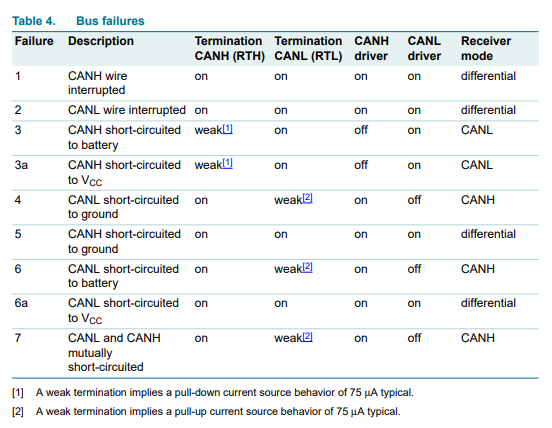 Table 4. Bus failures
Failure Description Termination Termination CANH CANL Receiver
CANH (RTH) CANL (RTL) driver driver mode
1 CANH wire on on on on differential
interrupted
2 CANL wire interrupted on on on on differential
3 CANH short-circuited weak[1] on off on CANL
to battery
3a CANH short-circuited weak[1] on off on CANL
to VCC
4 CANL short-circuited on weak[2] on off CANH
to ground
5 CANH short-circuited on on on on differential
to ground
6 CANL short-circuited on weak[2] on off CANH
to battery
6a CANL short-circuited on on on on differential
to VCC
7 CANL and CANH on weak[2] on off CANH
mutually
short-circuited
[1] A weak termination implies a pull-down current source behavior of 75 μA typical.
[2] A weak termination implies a pull-up current source behavior of 75 μA typical.